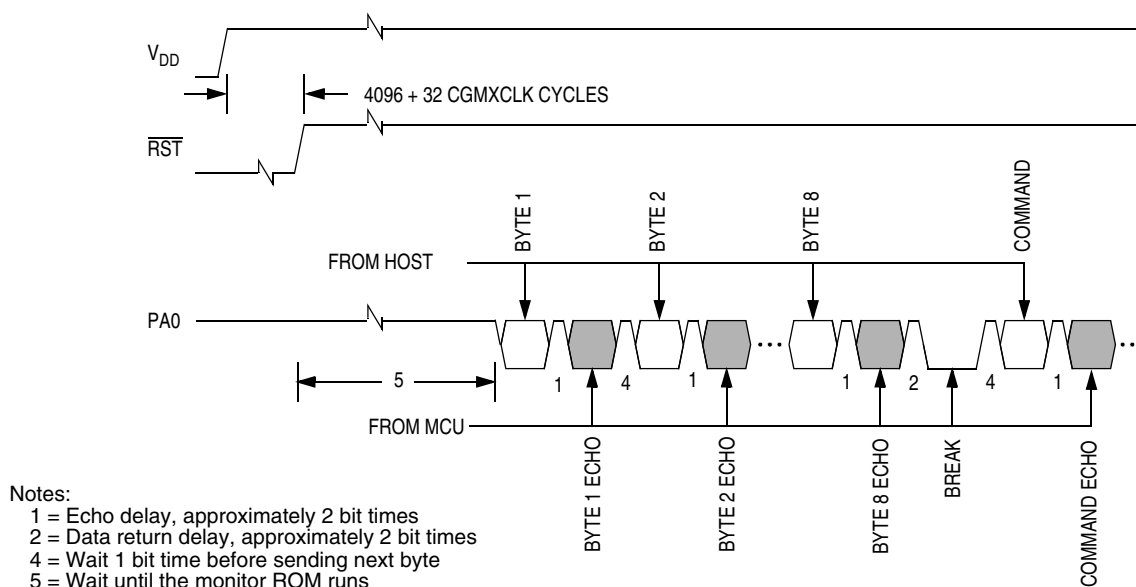 V_DD
4096 + 32 CGMXCLK CYCLES
RST
BYTE 1
BYTE 2
BYTE 8
COMMAND
FROM HOST
PA0
1
4
1
1
2
4
1
5
FROM MCU
BYTE 1 ECHO
BYTE 2 ECHO
BYTE 8 ECHO
BREAK
COMMAND ECHO
Notes:
1 = Echo delay, approximately 2 bit times
2 = Data return delay, approximately 2 bit times
4 = Wait 1 bit time before sending next byte
5 = Wait until the monitor ROM runs